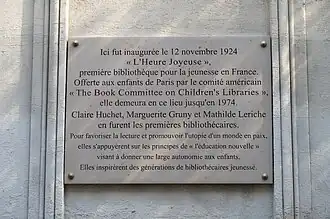 Ici fut inaugurée le 12 novembre 1924
« L'Heure Joyeuse »,
première bibliothèque pour la jeunesse en France.
Offerte aux enfants de Paris par le comité américain
« The Book Committee on Children's Libraries »,
elle demeura en ce lieu jusqu'en 1974.
Claire Huchet, Marguerite Gruny et Mathilde Leriche
en furent les premières bibliothécaires.
Pour favoriser la lecture et promouvoir l'utopie d'un monde en paix,
elles s'appuyèrent sur les principes de « l'éducation nouvelle »
visant à donner une large autonomie aux enfants.
Elles inspirèrent des générations de bibliothécaires jeunesse.